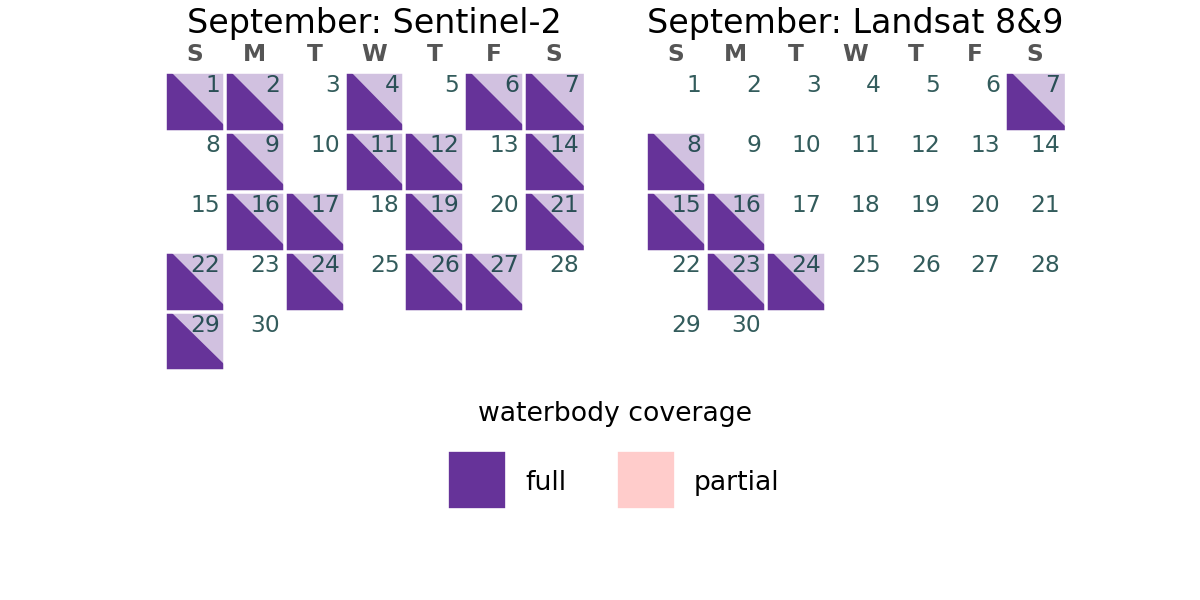 September: Sentinel-2
S M T W T F S
1 2 3 4 5 6 7
8 9 10 11 12 13 14
15 16 17 18 19 20 21
22 23 24 25 26 27 28
29 30
September: Landsat 8&9
S M T W T F S
1 2 3 4 5 6 7
8 9 10 11 12 13 14
15 16 17 18 19 20 21
22 23 24 25 26 27 28
29 30
waterbody coverage
full partial